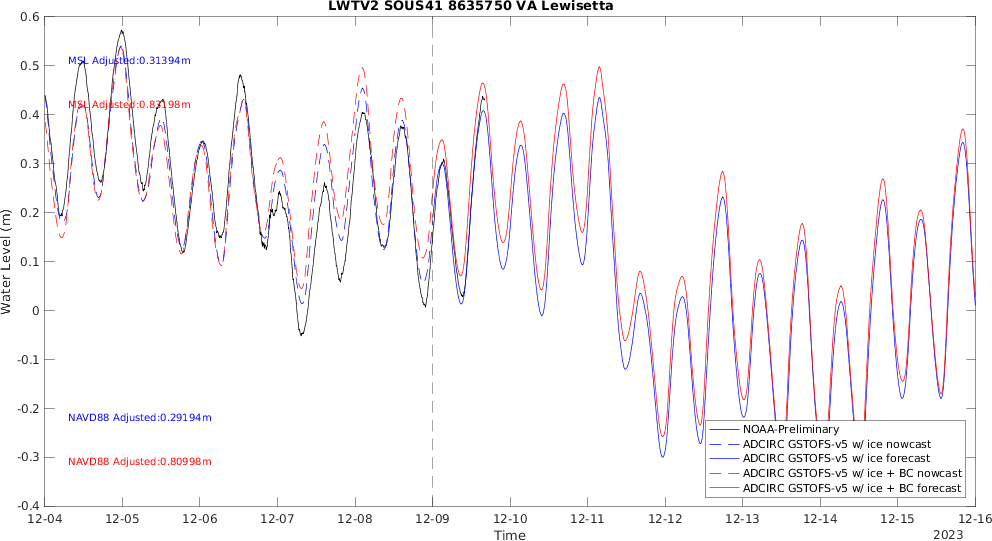 LWTV2 SOUS41 8635750 VA Lewisetta
0.6
0.5
0.4
0.3
0.2
0.1
0
-0.1
-0.2
-0.3
-0.4
Water Level (m)
MSL Adjusted:0.31394m
MSL Adjusted:0.83198m
NAVD88 Adjusted:0.29194m
NAVD88 Adjusted:0.80998m
NOAA-Preliminary
ADCIRC GSTOFS-v5 w/ ice nowcast
ADCIRC GSTOFS-v5 w/ ice forecast
ADCIRC GSTOFS-v5 w/ ice + BC nowcast
ADCIRC GSTOFS-v5 w/ ice + BC forecast
12-04 12-05 12-06 12-07 12-08 12-09 12-10 12-11 12-12 12-13 12-14 12-15 12-16
Time
2023